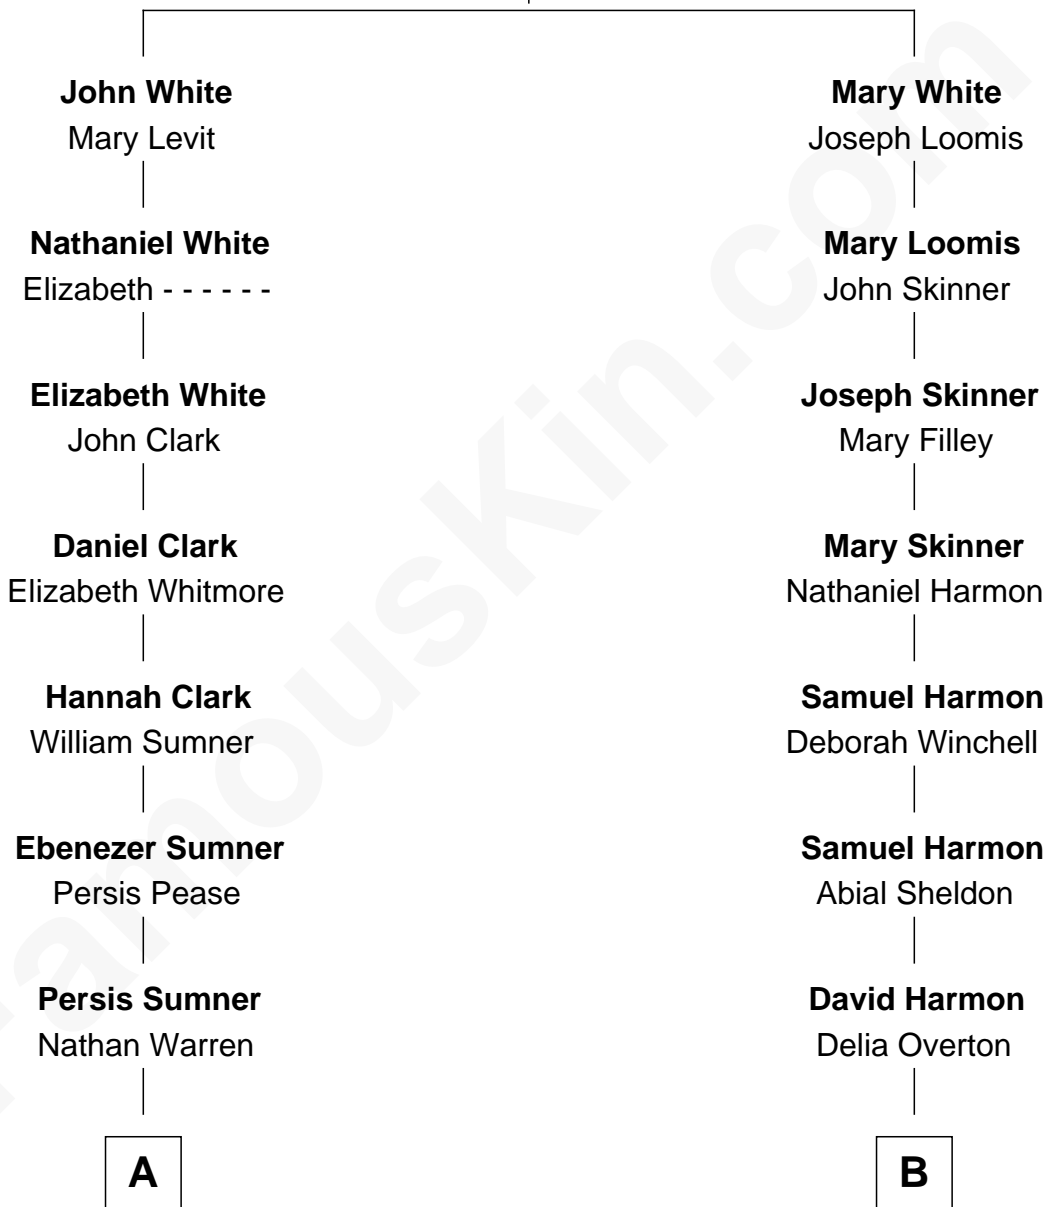 John White
Mary Levit
Mary White
Joseph Loomis
Nathaniel White
Elizabeth - - - - - -
Mary Loomis
John Skinner
Elizabeth White
John Clark
Joseph Skinner
Mary Filley
Daniel Clark
Elizabeth Whitmore
Mary Skinner
Nathaniel Harmon
Hannah Clark
William Sumner
Samuel Harmon
Deborah Winchell
Ebenezer Sumner
Persis Pease
Samuel Harmon
Abial Sheldon
Persis Sumner
Nathan Warren
David Harmon
Delia Overton
A
B
FamousKin.com